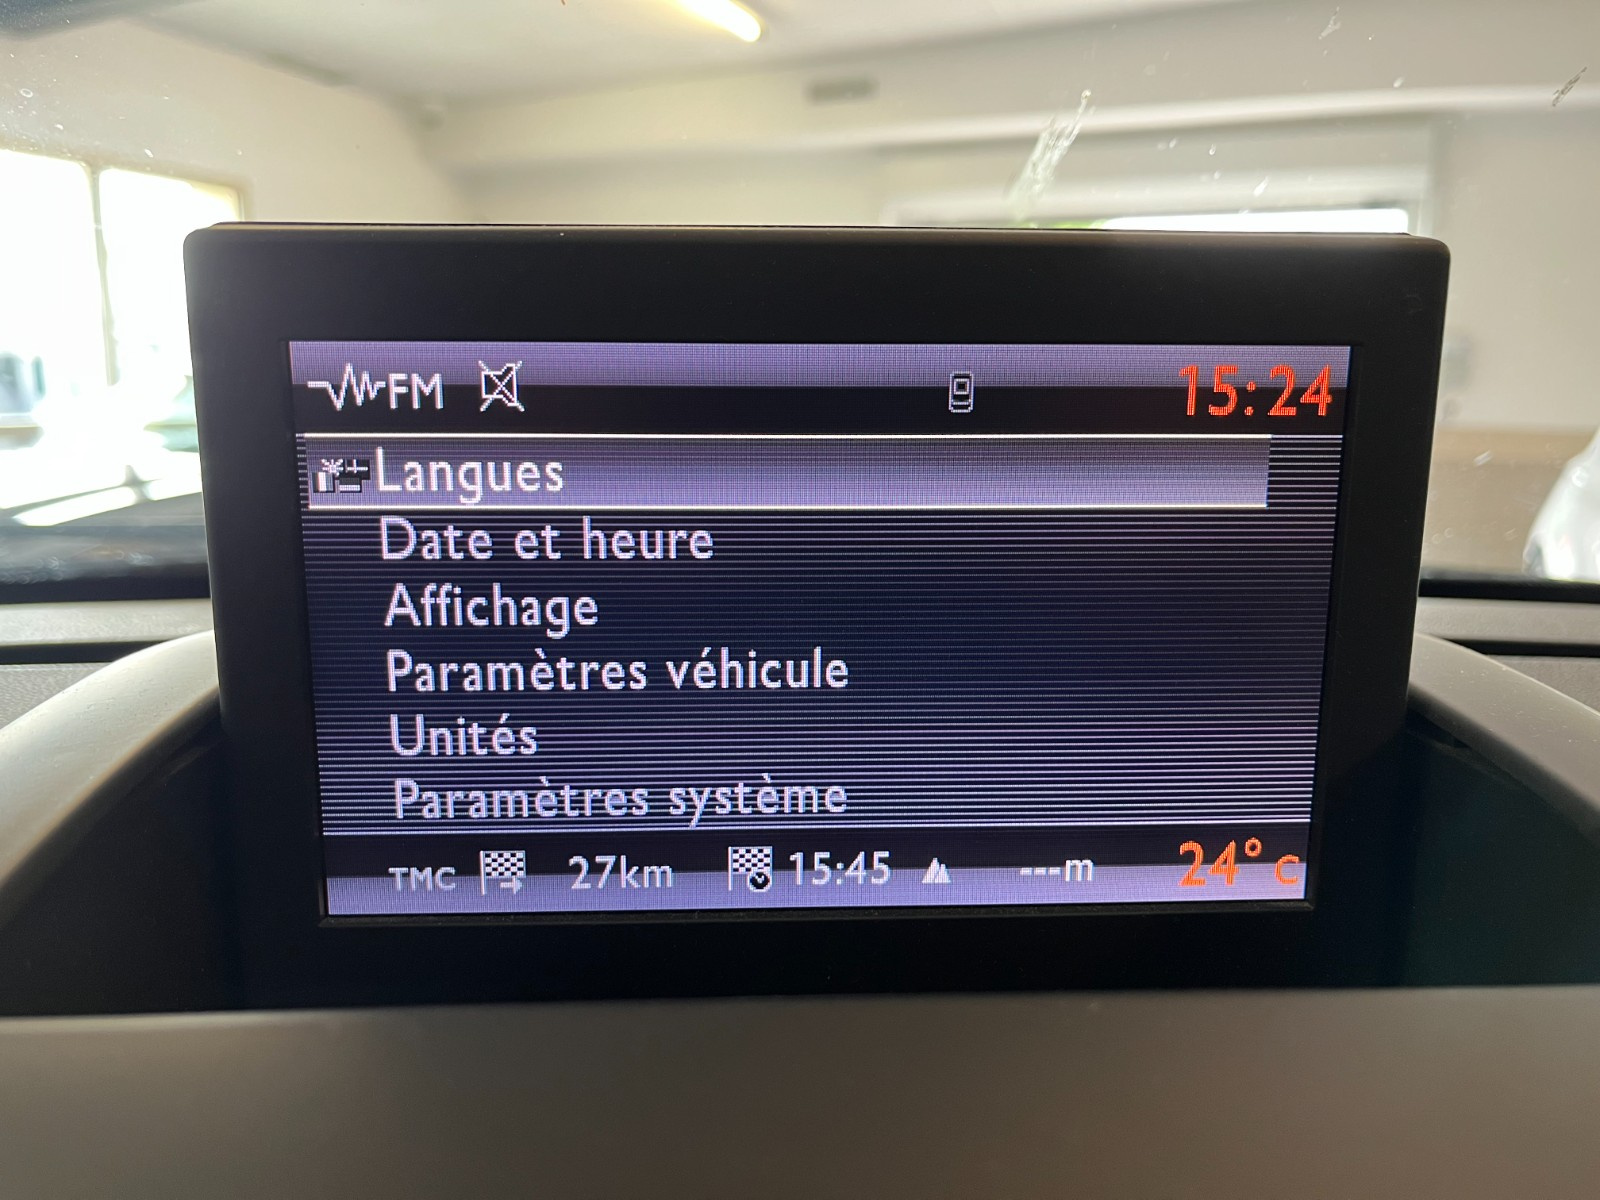 FM 15:24
Langues
Date et heure
Affichage
Paramètres véhicule
Unités
Paramètres système
TMC 27km 15:45 ---m 24° C